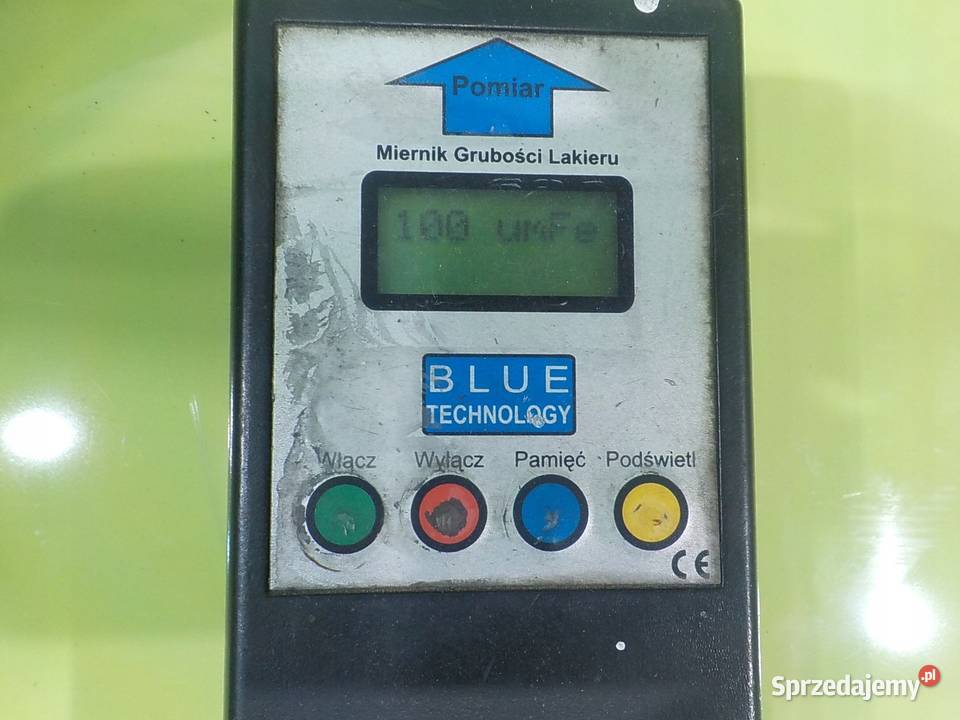 Pomiar
Miernik Grubości Lakieru
100 umFe
BLUE
TECHNOLOGY
Włącz Wyłącz Pamięć Podświetl
CE
Sprzedajemy.pl